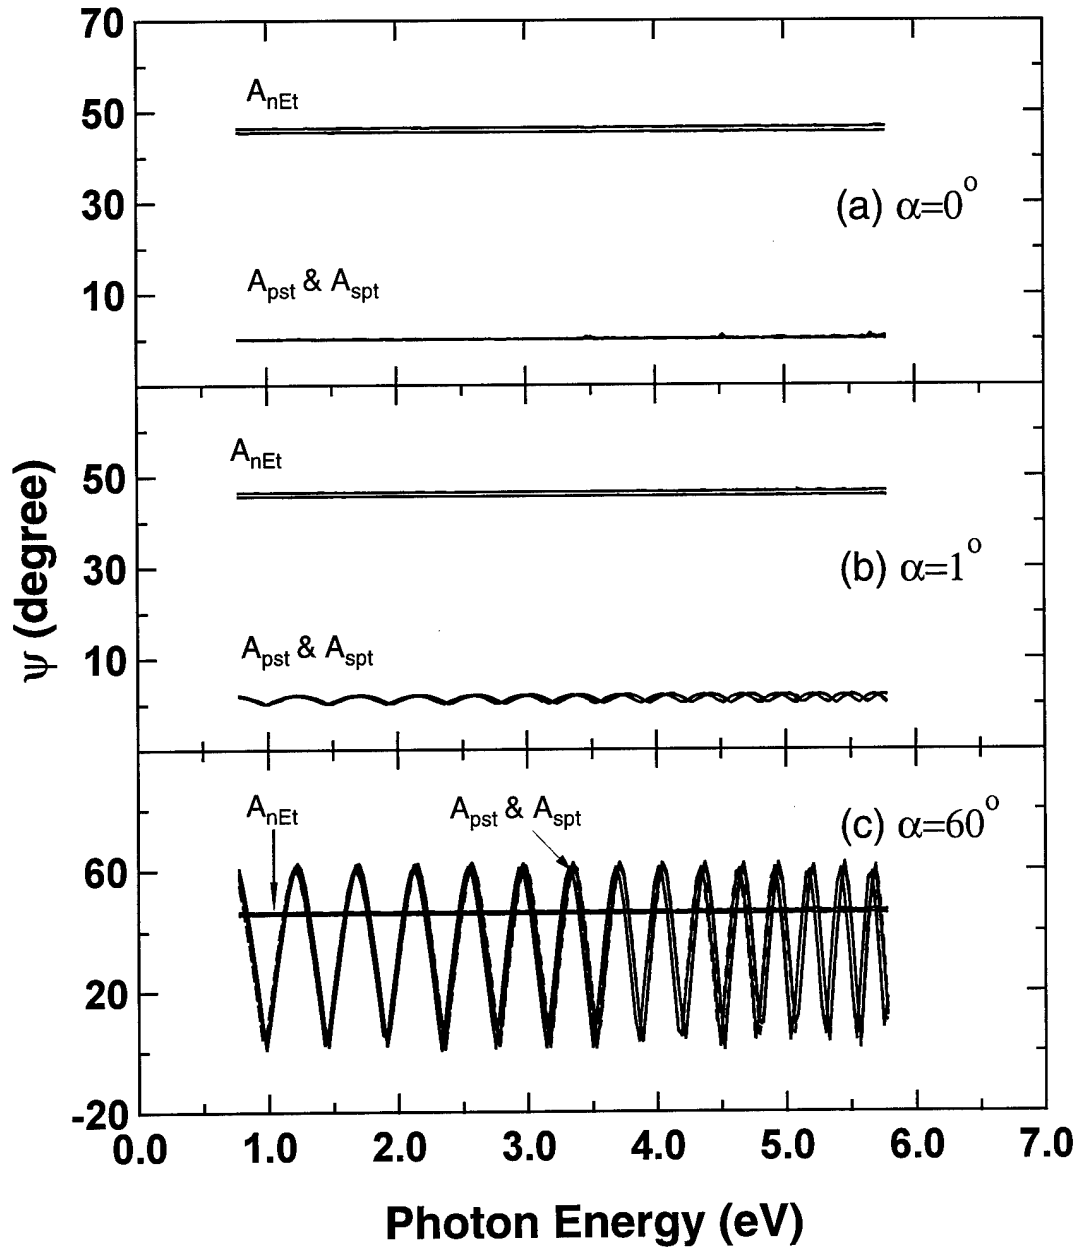 70
A_nEt
50
30
(a) α=0°
A_pst & A_spt
10
A_nEt
50
30
(b) α=1°
A_pst & A_spt
10
ψ (degree)
A_nEt
A_pst & A_spt
(c) α=60°
60
20
-20
0.0 1.0 2.0 3.0 4.0 5.0 6.0 7.0
Photon Energy (eV)